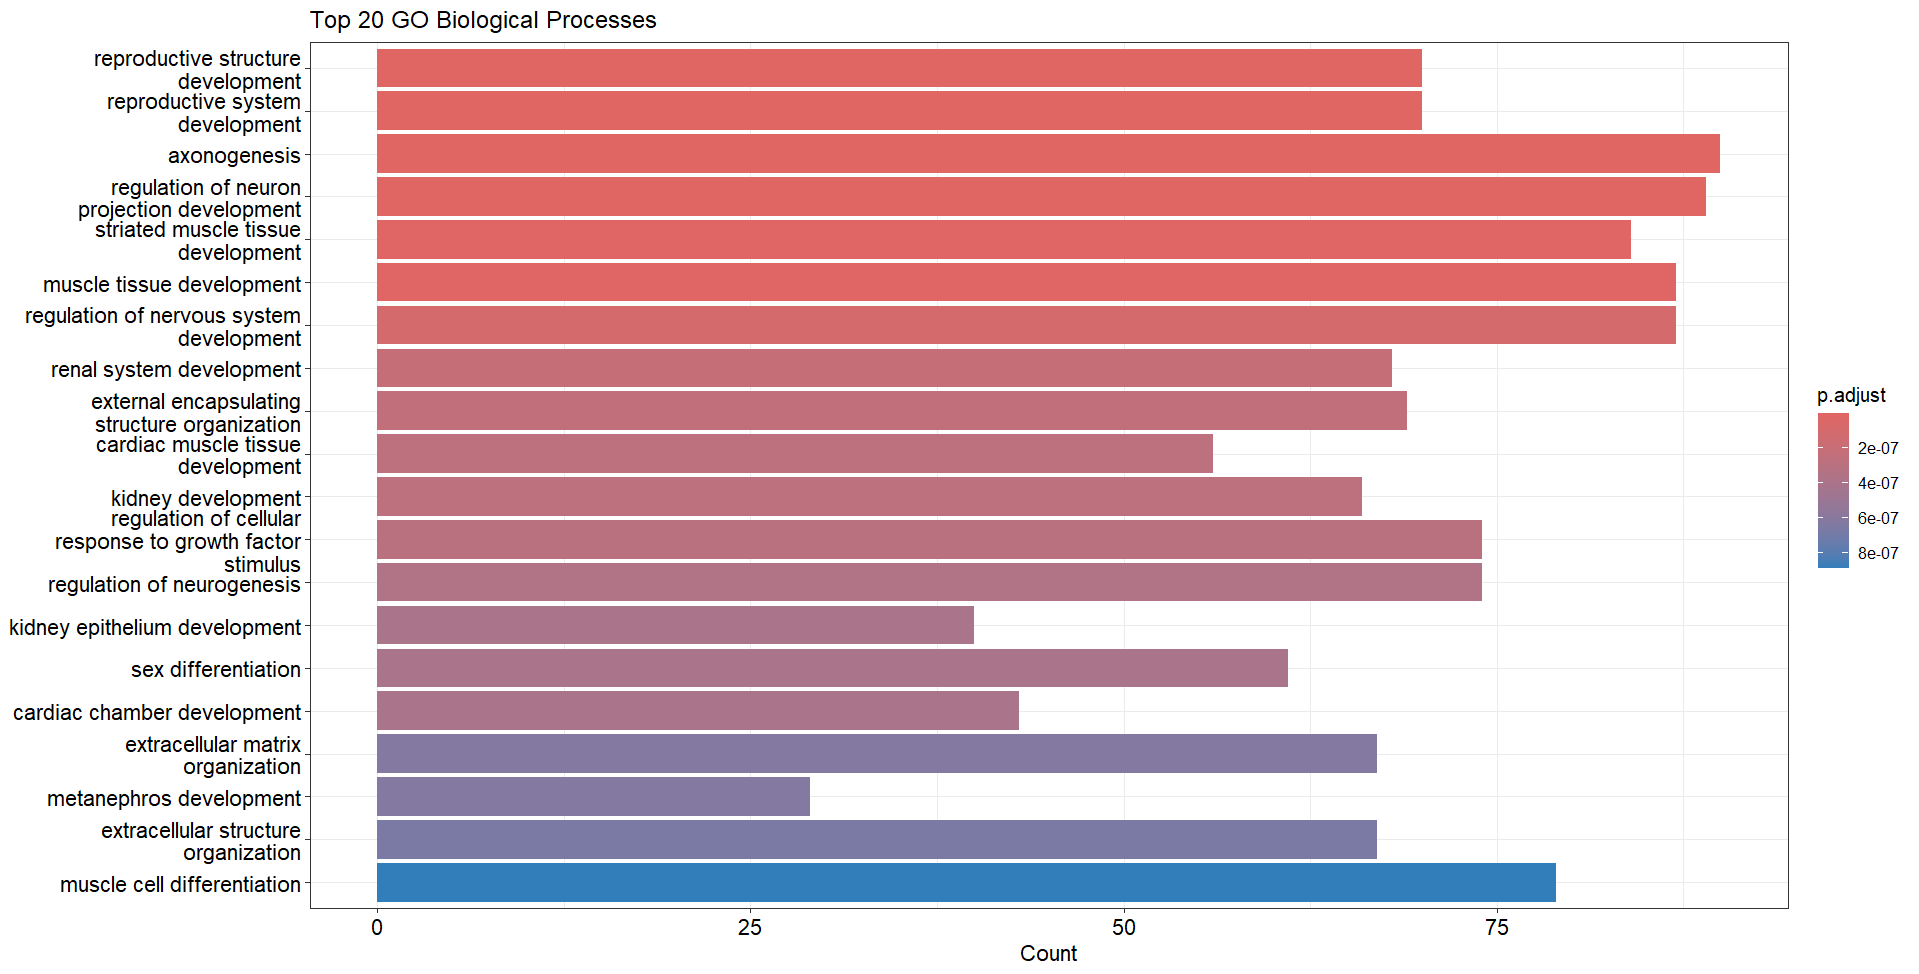 Top 20 GO Biological Processes
reproductive structure
development
reproductive system
development
axonogenesis
regulation of neuron
projection development
striated muscle tissue
development
muscle tissue development
regulation of nervous system
development
renal system development
external encapsulating
structure organization
cardiac muscle tissue
development
kidney development
regulation of cellular
response to growth factor
stimulus
regulation of neurogenesis
kidney epithelium development
sex differentiation
cardiac chamber development
extracellular matrix
organization
metanephros development
extracellular structure
organization
muscle cell differentiation
0 25 50 75
Count
p.adjust
2e-07
4e-07
6e-07
8e-07